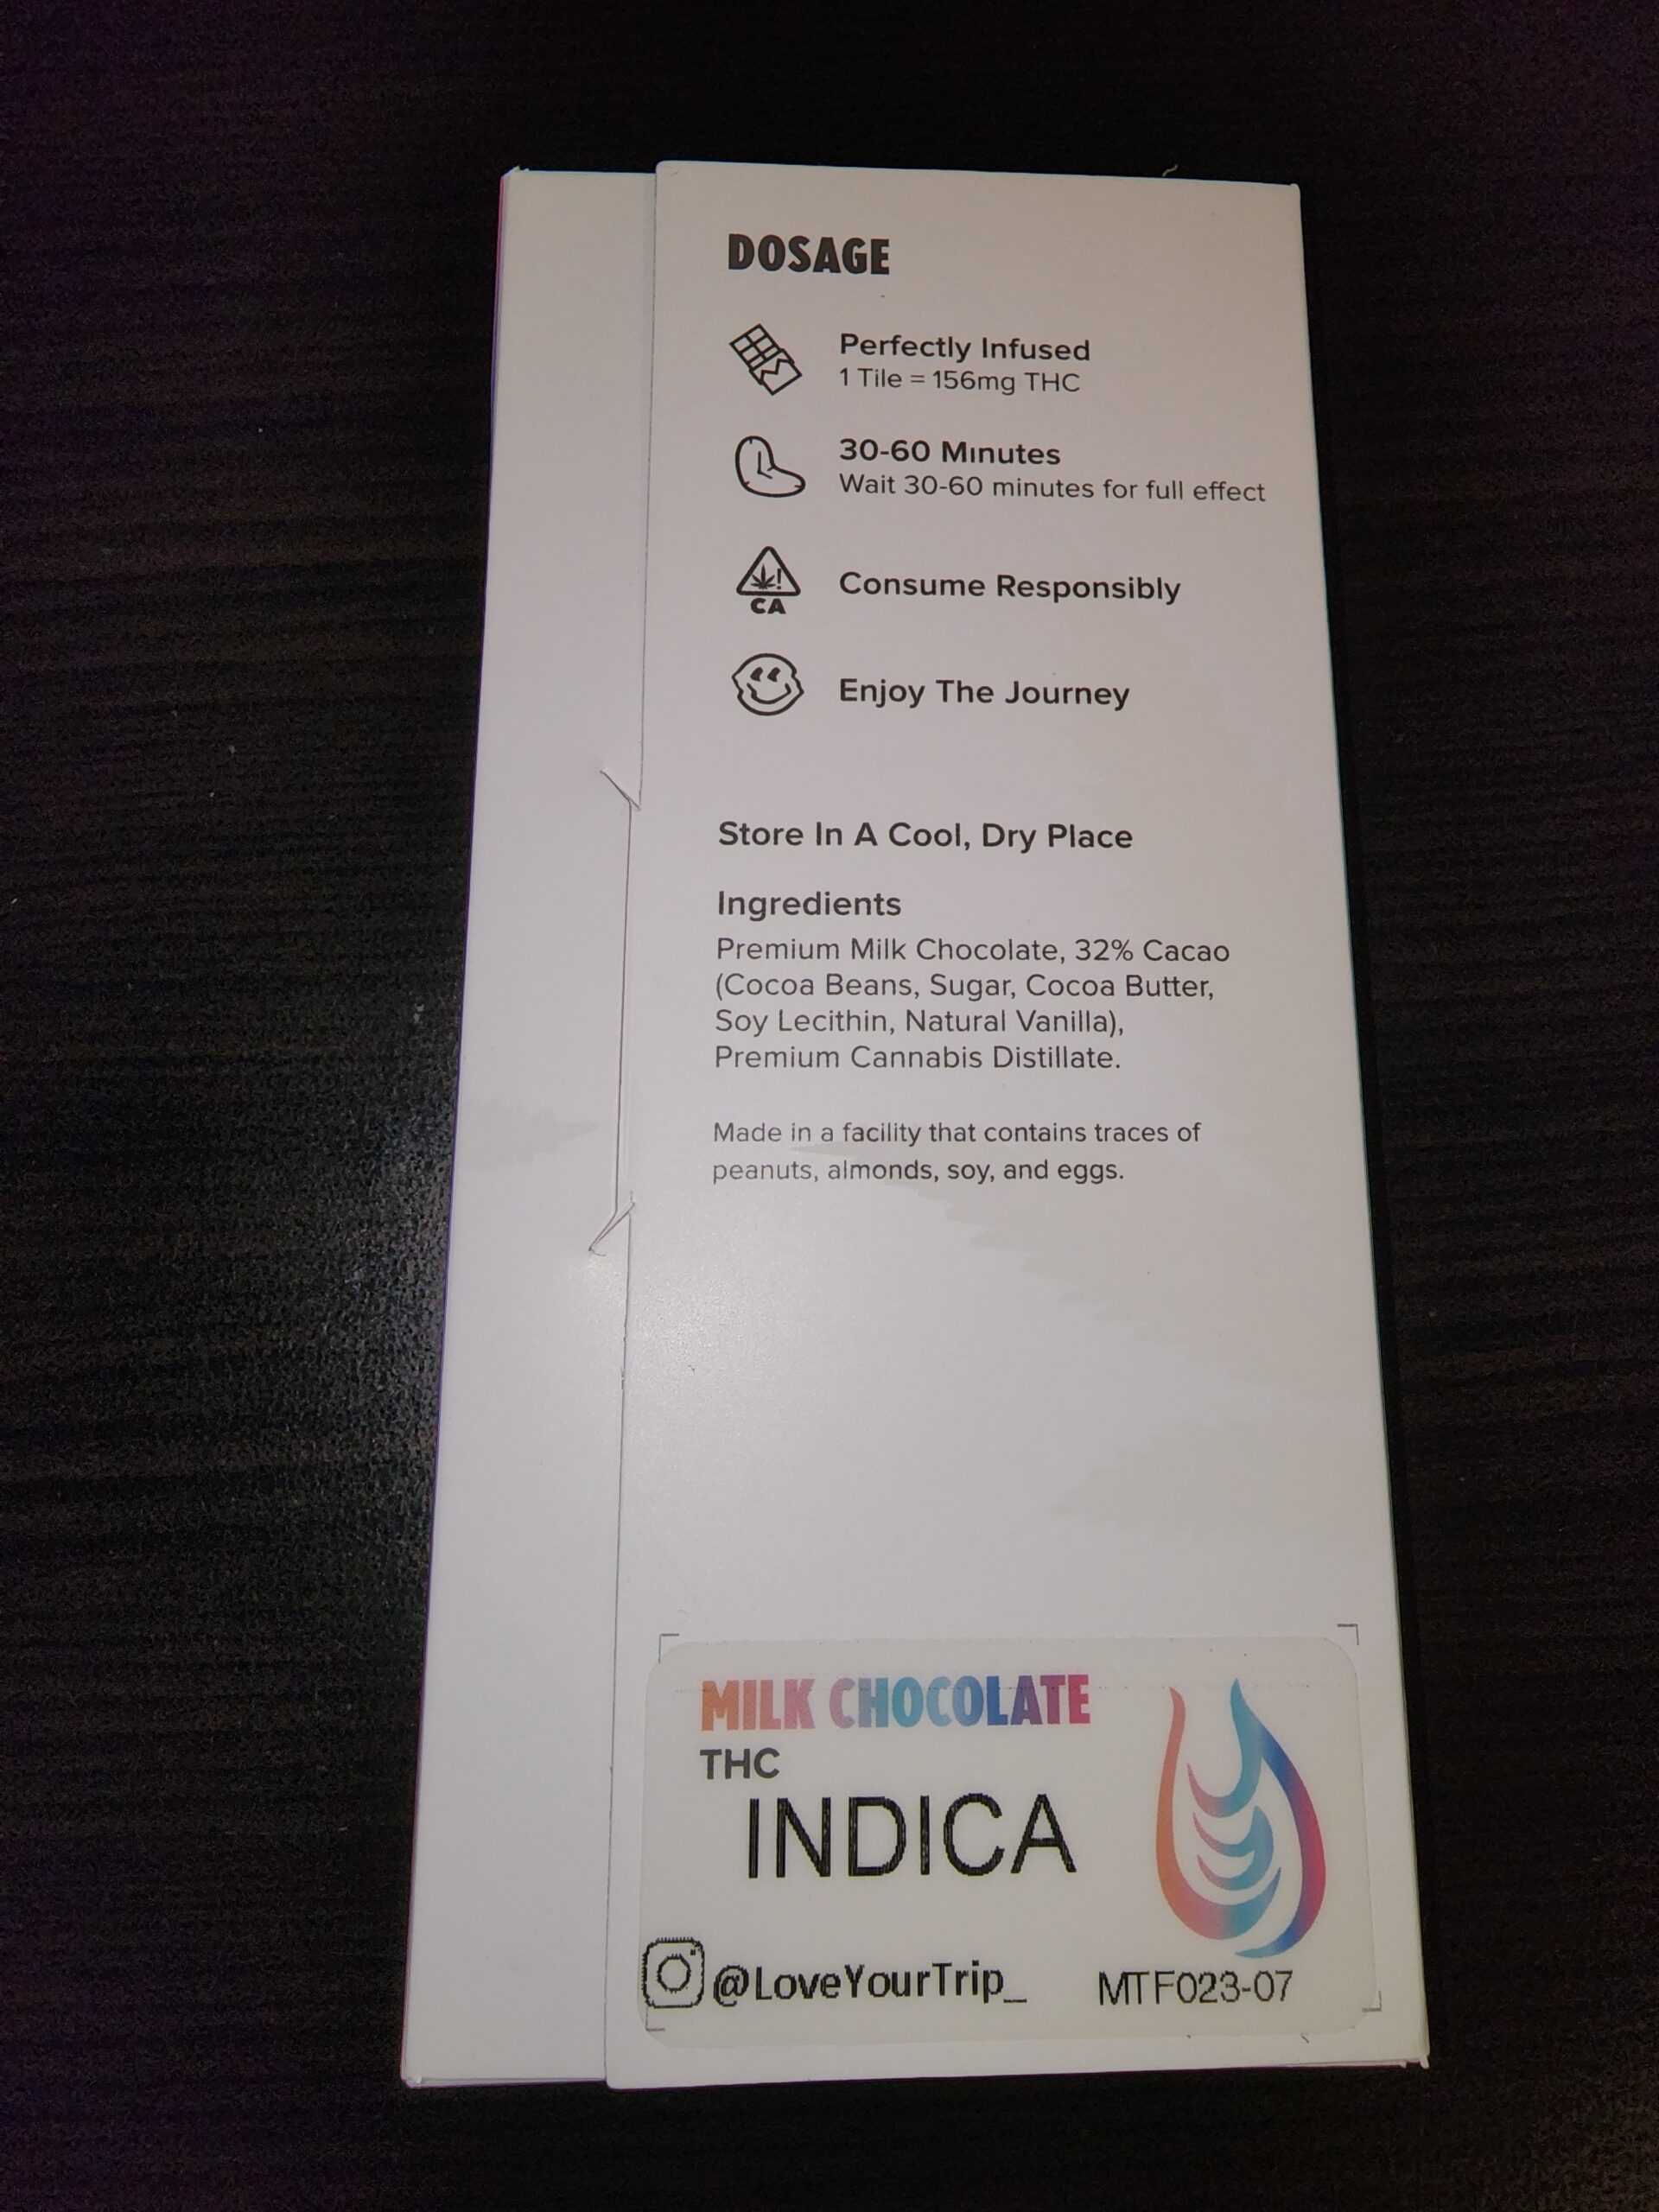 DOSAGE
Perfectly Infused
1 Tile = 156mg THC
30-60 Minutes
Wait 30-60 minutes for full effect
CA
Consume Responsibly
Enjoy The Journey
Store In A Cool, Dry Place
Ingredients
Premium Milk Chocolate, 32% Cacao
(Cocoa Beans, Sugar, Cocoa Butter,
Soy Lecithin, Natural Vanilla),
Premium Cannabis Distillate.
Made in a facility that contains traces of
peanuts, almonds, soy, and eggs.
MILK CHOCOLATE
THC
INDICA
@LoveYourTrip_ MTF023-07